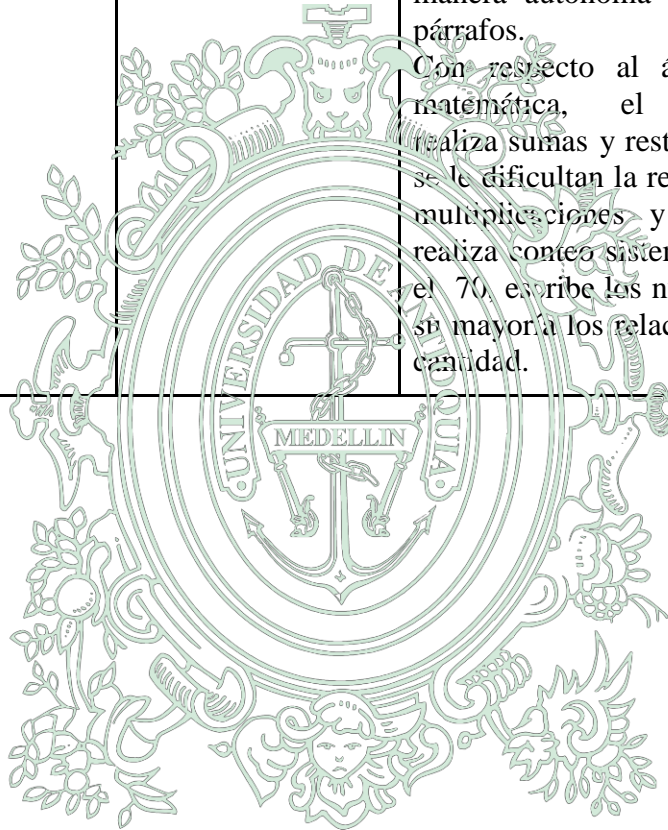 manera autónoma
párrafos.
Con respecto al á
matemática, el
realiza sumas y rest
se le dificultan la re
multiplicaciones y
realiza conteo sister
el 70, escribe los n
su mayoría los relac
cantidad.
UNIVERSIDAD DE ANTIOQUIA
MEDELLIN